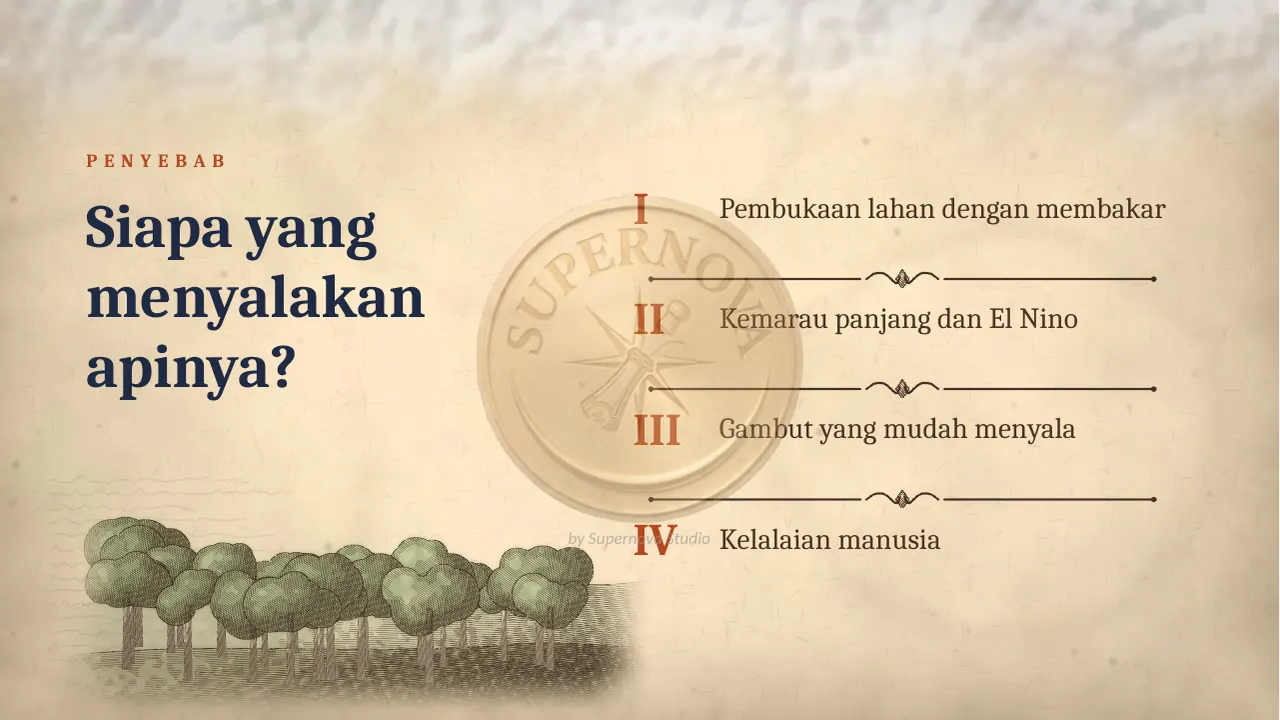 PENYEBAB
Siapa yang
menyalakan
apinya?
I Pembukaan lahan dengan membakar
II Kemarau panjang dan El Nino
III Gambut yang mudah menyala
IV Kelalaian manusia
SUPERNOVA
by Supernova Studio